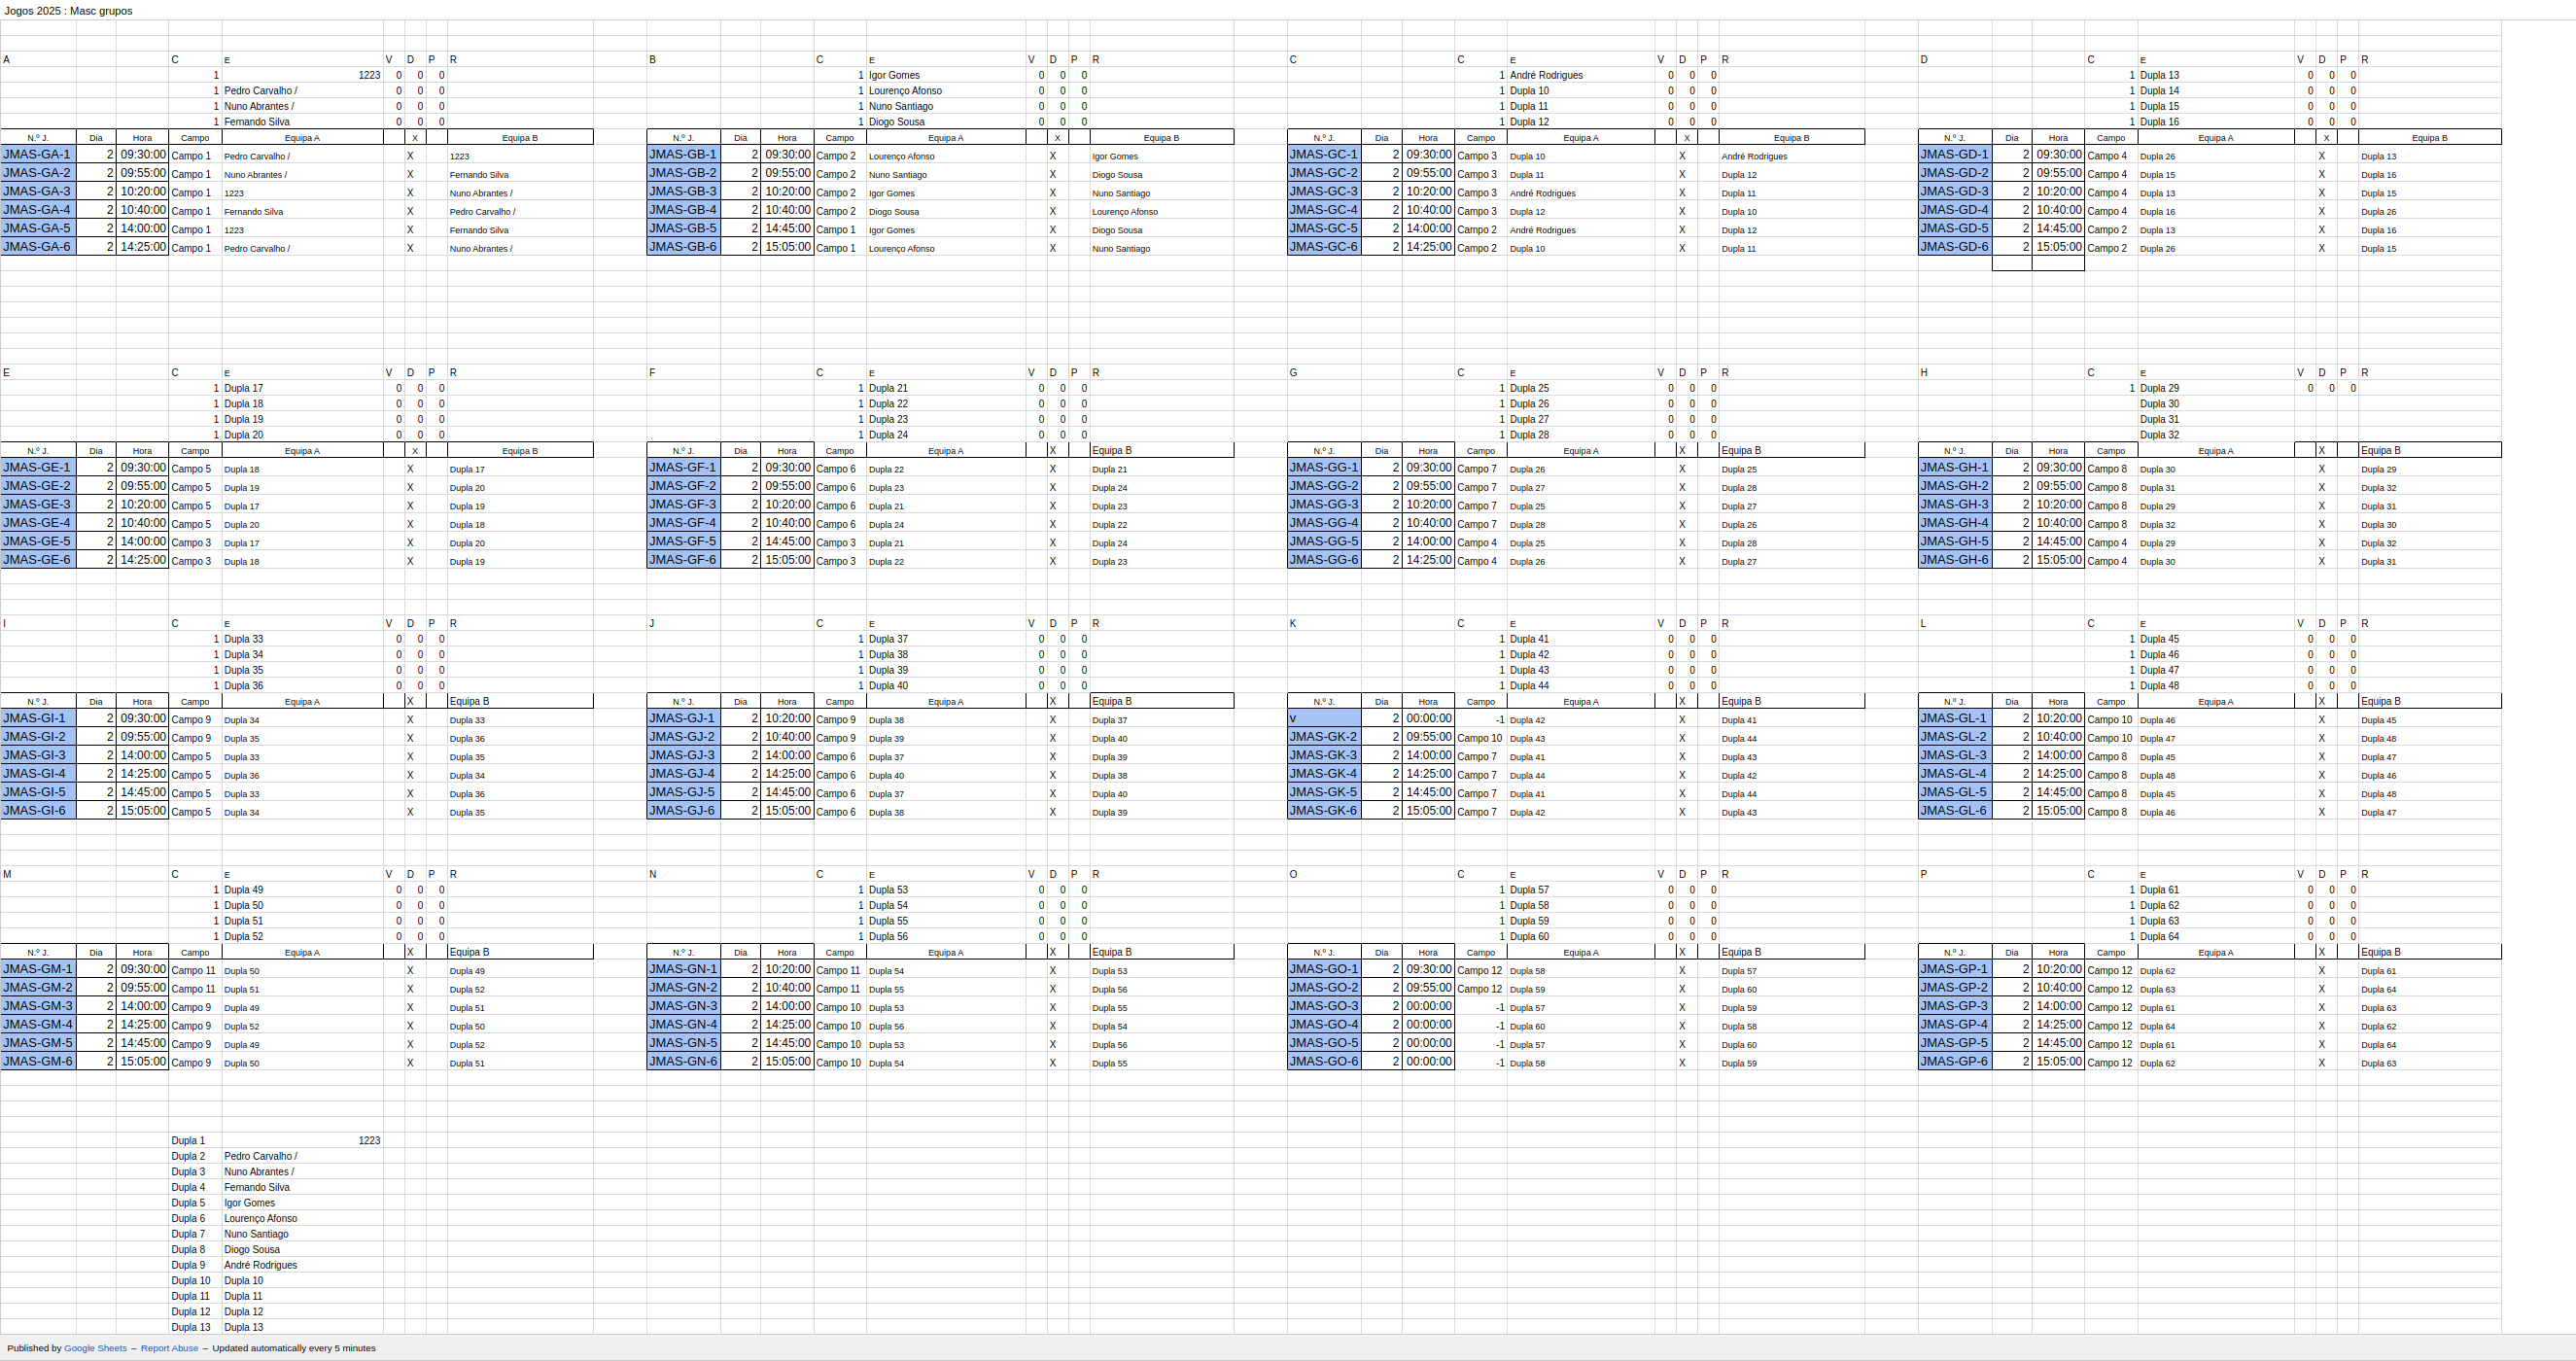 Jogos 2025 : Masc grupos
A C E V D P R B C E V D P R C C E V D P R D C E V D P R
1 1223 0 0 0 1 Igor Gomes 0 0 0 1 André Rodrigues 0 0 0 1 Dupla 13 0 0 0
1 Pedro Carvalho / 0 0 0 1 Lourenço Afonso 0 0 0 1 Dupla 10 0 0 0 1 Dupla 14 0 0 0
1 Nuno Abrantes / 0 0 0 1 Nuno Santiago 0 0 0 1 Dupla 11 0 0 0 1 Dupla 15 0 0 0
1 Fernando Silva 0 0 0 1 Diogo Sousa 0 0 0 1 Dupla 12 0 0 0 1 Dupla 16 0 0 0
N.º J. Dia Hora Campo Equipa A X Equipa B N.º J. Dia Hora Campo Equipa A X Equipa B N.º J. Dia Hora Campo Equipa A X Equipa B N.º J. Dia Hora Campo Equipa A X Equipa B
JMAS-GA-1 2 09:30:00 Campo 1 Pedro Carvalho / X 1223 JMAS-GB-1 2 09:30:00 Campo 2 Lourenço Afonso X Igor Gomes JMAS-GC-1 2 09:30:00 Campo 3 Dupla 10 X André Rodrigues JMAS-GD-1 2 09:30:00 Campo 4 Dupla 26 X Dupla 13
JMAS-GA-2 2 09:55:00 Campo 1 Nuno Abrantes / X Fernando Silva JMAS-GB-2 2 09:55:00 Campo 2 Nuno Santiago X Diogo Sousa JMAS-GC-2 2 09:55:00 Campo 3 Dupla 11 X Dupla 12 JMAS-GD-2 2 09:55:00 Campo 4 Dupla 15 X Dupla 16
JMAS-GA-3 2 10:20:00 Campo 1 1223 X Nuno Abrantes / JMAS-GB-3 2 10:20:00 Campo 2 Igor Gomes X Nuno Santiago JMAS-GC-3 2 10:20:00 Campo 3 André Rodrigues X Dupla 11 JMAS-GD-3 2 10:20:00 Campo 4 Dupla 13 X Dupla 15
JMAS-GA-4 2 10:40:00 Campo 1 Fernando Silva X Pedro Carvalho / JMAS-GB-4 2 10:40:00 Campo 2 Diogo Sousa X Lourenço Afonso JMAS-GC-4 2 10:40:00 Campo 3 Dupla 12 X Dupla 10 JMAS-GD-4 2 10:40:00 Campo 4 Dupla 16 X Dupla 26
JMAS-GA-5 2 14:00:00 Campo 1 1223 X Fernando Silva JMAS-GB-5 2 14:45:00 Campo 1 Igor Gomes X Diogo Sousa JMAS-GC-5 2 14:00:00 Campo 2 André Rodrigues X Dupla 12 JMAS-GD-5 2 14:45:00 Campo 2 Dupla 13 X Dupla 16
JMAS-GA-6 2 14:25:00 Campo 1 Pedro Carvalho / X Nuno Abrantes / JMAS-GB-6 2 15:05:00 Campo 1 Lourenço Afonso X Nuno Santiago JMAS-GC-6 2 14:25:00 Campo 2 Dupla 10 X Dupla 11 JMAS-GD-6 2 15:05:00 Campo 2 Dupla 26 X Dupla 15
E C E V D P R F C E V D P R G C E V D P R H C E V D P R
1 Dupla 17 0 0 0 1 Dupla 21 0 0 0 1 Dupla 25 0 0 0 1 Dupla 29 0 0 0
1 Dupla 18 0 0 0 1 Dupla 22 0 0 0 1 Dupla 26 0 0 0 Dupla 30
1 Dupla 19 0 0 0 1 Dupla 23 0 0 0 1 Dupla 27 0 0 0 Dupla 31
1 Dupla 20 0 0 0 1 Dupla 24 0 0 0 1 Dupla 28 0 0 0 Dupla 32
N.º J. Dia Hora Campo Equipa A X Equipa B N.º J. Dia Hora Campo Equipa A X Equipa B N.º J. Dia Hora Campo Equipa A X Equipa B N.º J. Dia Hora Campo Equipa A X Equipa B
JMAS-GE-1 2 09:30:00 Campo 5 Dupla 18 X Dupla 17 JMAS-GF-1 2 09:30:00 Campo 6 Dupla 22 X Dupla 21 JMAS-GG-1 2 09:30:00 Campo 7 Dupla 26 X Dupla 25 JMAS-GH-1 2 09:30:00 Campo 8 Dupla 30 X Dupla 29
JMAS-GE-2 2 09:55:00 Campo 5 Dupla 19 X Dupla 20 JMAS-GF-2 2 09:55:00 Campo 6 Dupla 23 X Dupla 24 JMAS-GG-2 2 09:55:00 Campo 7 Dupla 27 X Dupla 28 JMAS-GH-2 2 09:55:00 Campo 8 Dupla 31 X Dupla 32
JMAS-GE-3 2 10:20:00 Campo 5 Dupla 17 X Dupla 19 JMAS-GF-3 2 10:20:00 Campo 6 Dupla 21 X Dupla 23 JMAS-GG-3 2 10:20:00 Campo 7 Dupla 25 X Dupla 27 JMAS-GH-3 2 10:20:00 Campo 8 Dupla 29 X Dupla 31
JMAS-GE-4 2 10:40:00 Campo 5 Dupla 20 X Dupla 18 JMAS-GF-4 2 10:40:00 Campo 6 Dupla 24 X Dupla 22 JMAS-GG-4 2 10:40:00 Campo 7 Dupla 28 X Dupla 26 JMAS-GH-4 2 10:40:00 Campo 8 Dupla 32 X Dupla 30
JMAS-GE-5 2 14:00:00 Campo 3 Dupla 17 X Dupla 20 JMAS-GF-5 2 14:45:00 Campo 3 Dupla 21 X Dupla 24 JMAS-GG-5 2 14:00:00 Campo 4 Dupla 25 X Dupla 28 JMAS-GH-5 2 14:45:00 Campo 4 Dupla 29 X Dupla 32
JMAS-GE-6 2 14:25:00 Campo 3 Dupla 18 X Dupla 19 JMAS-GF-6 2 15:05:00 Campo 3 Dupla 22 X Dupla 23 JMAS-GG-6 2 14:25:00 Campo 4 Dupla 26 X Dupla 27 JMAS-GH-6 2 15:05:00 Campo 4 Dupla 30 X Dupla 31
I C E V D P R J C E V D P R K C E V D P R L C E V D P R
1 Dupla 33 0 0 0 1 Dupla 37 0 0 0 1 Dupla 41 0 0 0 1 Dupla 45 0 0 0
1 Dupla 34 0 0 0 1 Dupla 38 0 0 0 1 Dupla 42 0 0 0 1 Dupla 46 0 0 0
1 Dupla 35 0 0 0 1 Dupla 39 0 0 0 1 Dupla 43 0 0 0 1 Dupla 47 0 0 0
1 Dupla 36 0 0 0 1 Dupla 40 0 0 0 1 Dupla 44 0 0 0 1 Dupla 48 0 0 0
N.º J. Dia Hora Campo Equipa A X Equipa B N.º J. Dia Hora Campo Equipa A X Equipa B N.º J. Dia Hora Campo Equipa A X Equipa B N.º J. Dia Hora Campo Equipa A X Equipa B
JMAS-GI-1 2 09:30:00 Campo 9 Dupla 34 X Dupla 33 JMAS-GJ-1 2 10:20:00 Campo 9 Dupla 38 X Dupla 37 v 2 00:00:00 -1 Dupla 42 X Dupla 41 JMAS-GL-1 2 10:20:00 Campo 10 Dupla 46 X Dupla 45
JMAS-GI-2 2 09:55:00 Campo 9 Dupla 35 X Dupla 36 JMAS-GJ-2 2 10:40:00 Campo 9 Dupla 39 X Dupla 40 JMAS-GK-2 2 09:55:00 Campo 10 Dupla 43 X Dupla 44 JMAS-GL-2 2 10:40:00 Campo 10 Dupla 47 X Dupla 48
JMAS-GI-3 2 14:00:00 Campo 5 Dupla 33 X Dupla 35 JMAS-GJ-3 2 14:00:00 Campo 6 Dupla 37 X Dupla 39 JMAS-GK-3 2 14:00:00 Campo 7 Dupla 41 X Dupla 43 JMAS-GL-3 2 14:00:00 Campo 8 Dupla 45 X Dupla 47
JMAS-GI-4 2 14:25:00 Campo 5 Dupla 36 X Dupla 34 JMAS-GJ-4 2 14:25:00 Campo 6 Dupla 40 X Dupla 38 JMAS-GK-4 2 14:25:00 Campo 7 Dupla 44 X Dupla 42 JMAS-GL-4 2 14:25:00 Campo 8 Dupla 48 X Dupla 46
JMAS-GI-5 2 14:45:00 Campo 5 Dupla 33 X Dupla 36 JMAS-GJ-5 2 14:45:00 Campo 6 Dupla 37 X Dupla 40 JMAS-GK-5 2 14:45:00 Campo 7 Dupla 41 X Dupla 44 JMAS-GL-5 2 14:45:00 Campo 8 Dupla 45 X Dupla 48
JMAS-GI-6 2 15:05:00 Campo 5 Dupla 34 X Dupla 35 JMAS-GJ-6 2 15:05:00 Campo 6 Dupla 38 X Dupla 39 JMAS-GK-6 2 15:05:00 Campo 7 Dupla 42 X Dupla 43 JMAS-GL-6 2 15:05:00 Campo 8 Dupla 46 X Dupla 47
M C E V D P R N C E V D P R O C E V D P R P C E V D P R
1 Dupla 49 0 0 0 1 Dupla 53 0 0 0 1 Dupla 57 0 0 0 1 Dupla 61 0 0 0
1 Dupla 50 0 0 0 1 Dupla 54 0 0 0 1 Dupla 58 0 0 0 1 Dupla 62 0 0 0
1 Dupla 51 0 0 0 1 Dupla 55 0 0 0 1 Dupla 59 0 0 0 1 Dupla 63 0 0 0
1 Dupla 52 0 0 0 1 Dupla 56 0 0 0 1 Dupla 60 0 0 0 1 Dupla 64 0 0 0
N.º J. Dia Hora Campo Equipa A X Equipa B N.º J. Dia Hora Campo Equipa A X Equipa B N.º J. Dia Hora Campo Equipa A X Equipa B N.º J. Dia Hora Campo Equipa A X Equipa B
JMAS-GM-1 2 09:30:00 Campo 11 Dupla 50 X Dupla 49 JMAS-GN-1 2 10:20:00 Campo 11 Dupla 54 X Dupla 53 JMAS-GO-1 2 09:30:00 Campo 12 Dupla 58 X Dupla 57 JMAS-GP-1 2 10:20:00 Campo 12 Dupla 62 X Dupla 61
JMAS-GM-2 2 09:55:00 Campo 11 Dupla 51 X Dupla 52 JMAS-GN-2 2 10:40:00 Campo 11 Dupla 55 X Dupla 56 JMAS-GO-2 2 09:55:00 Campo 12 Dupla 59 X Dupla 60 JMAS-GP-2 2 10:40:00 Campo 12 Dupla 63 X Dupla 64
JMAS-GM-3 2 14:00:00 Campo 9 Dupla 49 X Dupla 51 JMAS-GN-3 2 14:00:00 Campo 10 Dupla 53 X Dupla 55 JMAS-GO-3 2 00:00:00 -1 Dupla 57 X Dupla 59 JMAS-GP-3 2 14:00:00 Campo 12 Dupla 61 X Dupla 63
JMAS-GM-4 2 14:25:00 Campo 9 Dupla 52 X Dupla 50 JMAS-GN-4 2 14:25:00 Campo 10 Dupla 56 X Dupla 54 JMAS-GO-4 2 00:00:00 -1 Dupla 60 X Dupla 58 JMAS-GP-4 2 14:25:00 Campo 12 Dupla 64 X Dupla 62
JMAS-GM-5 2 14:45:00 Campo 9 Dupla 49 X Dupla 52 JMAS-GN-5 2 14:45:00 Campo 10 Dupla 53 X Dupla 56 JMAS-GO-5 2 00:00:00 -1 Dupla 57 X Dupla 60 JMAS-GP-5 2 14:45:00 Campo 12 Dupla 61 X Dupla 64
JMAS-GM-6 2 15:05:00 Campo 9 Dupla 50 X Dupla 51 JMAS-GN-6 2 15:05:00 Campo 10 Dupla 54 X Dupla 55 JMAS-GO-6 2 00:00:00 -1 Dupla 58 X Dupla 59 JMAS-GP-6 2 15:05:00 Campo 12 Dupla 62 X Dupla 63
Dupla 1 1223
Dupla 2 Pedro Carvalho /
Dupla 3 Nuno Abrantes /
Dupla 4 Fernando Silva
Dupla 5 Igor Gomes
Dupla 6 Lourenço Afonso
Dupla 7 Nuno Santiago
Dupla 8 Diogo Sousa
Dupla 9 André Rodrigues
Dupla 10 Dupla 10
Dupla 11 Dupla 11
Dupla 12 Dupla 12
Dupla 13 Dupla 13
Published by Google Sheets – Report Abuse – Updated automatically every 5 minutes